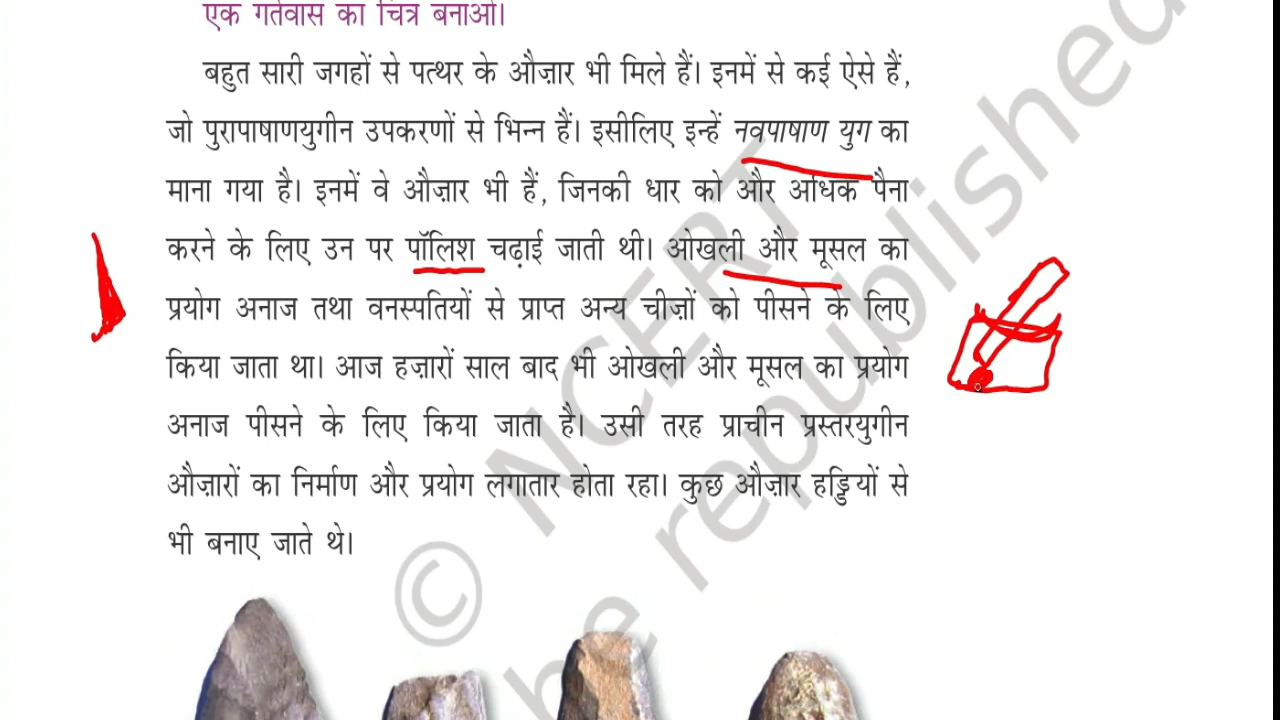 एक गर्तवास का चित्र बनाओ।
बहुत सारी जगहों से पत्थर के औज़ार भी मिले हैं। इनमें से कई ऐसे हैं,
जो पुरापाषाणयुगीन उपकरणों से भिन्न हैं। इसीलिए इन्हें नवपाषाण युग का
माना गया है। इनमें वे औज़ार भी हैं, जिनकी धार को और अधिक पैना
करने के लिए उन पर पॉलिश चढ़ाई जाती थी। ओखली और मूसल का
प्रयोग अनाज तथा वनस्पतियों से प्राप्त अन्य चीज़ों को पीसने के लिए
किया जाता था। आज हज़ारों साल बाद भी ओखली और मूसल का प्रयोग
अनाज पीसने के लिए किया जाता है। उसी तरह प्राचीन प्रस्तरयुगीन
औज़ारों का निर्माण और प्रयोग लगातार होता रहा। कुछ औज़ार हड्डियों से
भी बनाए जाते थे।
© NCERT
be republished